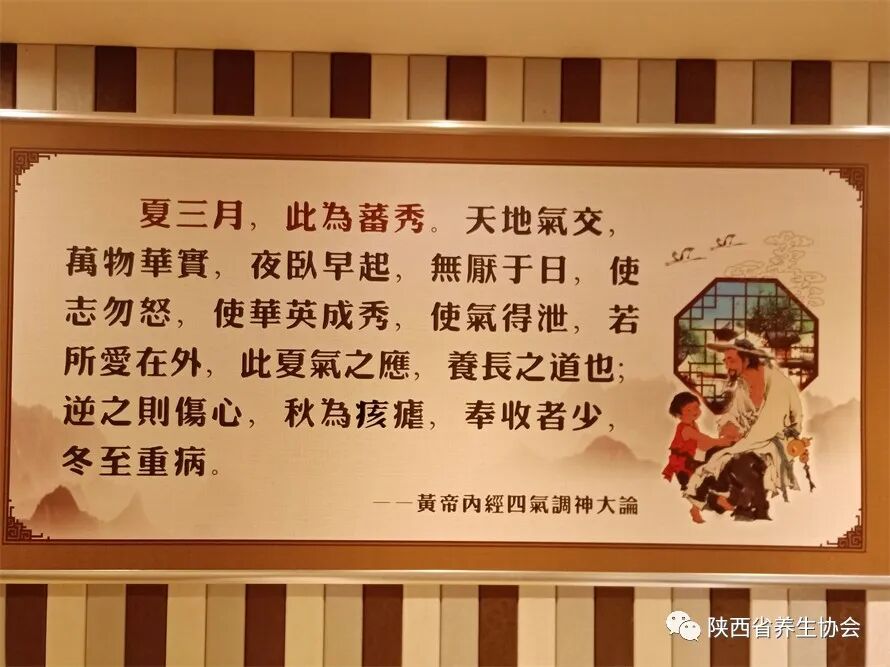 夏三月，此為蕃秀。天地氣交，
萬物華實，夜臥早起，無厭于日，使
志勿怒，使華英成秀，使氣得泄，若
所愛在外，此夏氣之應，養長之道也；
逆之則傷心，秋為痎瘧，奉收者少，
冬至重病。
——黃帝內經四氣調神大論
陕西省养生协会